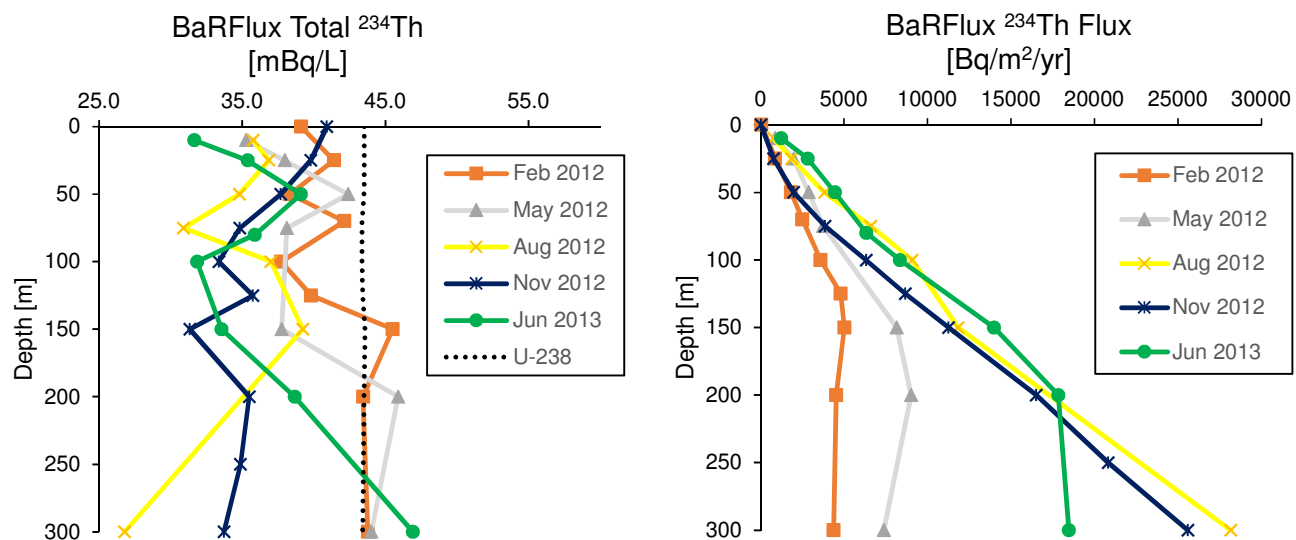 BaRFlux Total ²³⁴Th
[mBq/L]
25.0 35.0 45.0 55.0
0
50
100
150
200
250
300
Depth [m]
Feb 2012
May 2012
Aug 2012
Nov 2012
Jun 2013
U-238
BaRFlux ²³⁴Th Flux
[Bq/m²/yr]
0 5000 10000 15000 20000 25000 30000
0
50
100
150
200
250
300
Depth [m]
Feb 2012
May 2012
Aug 2012
Nov 2012
Jun 2013